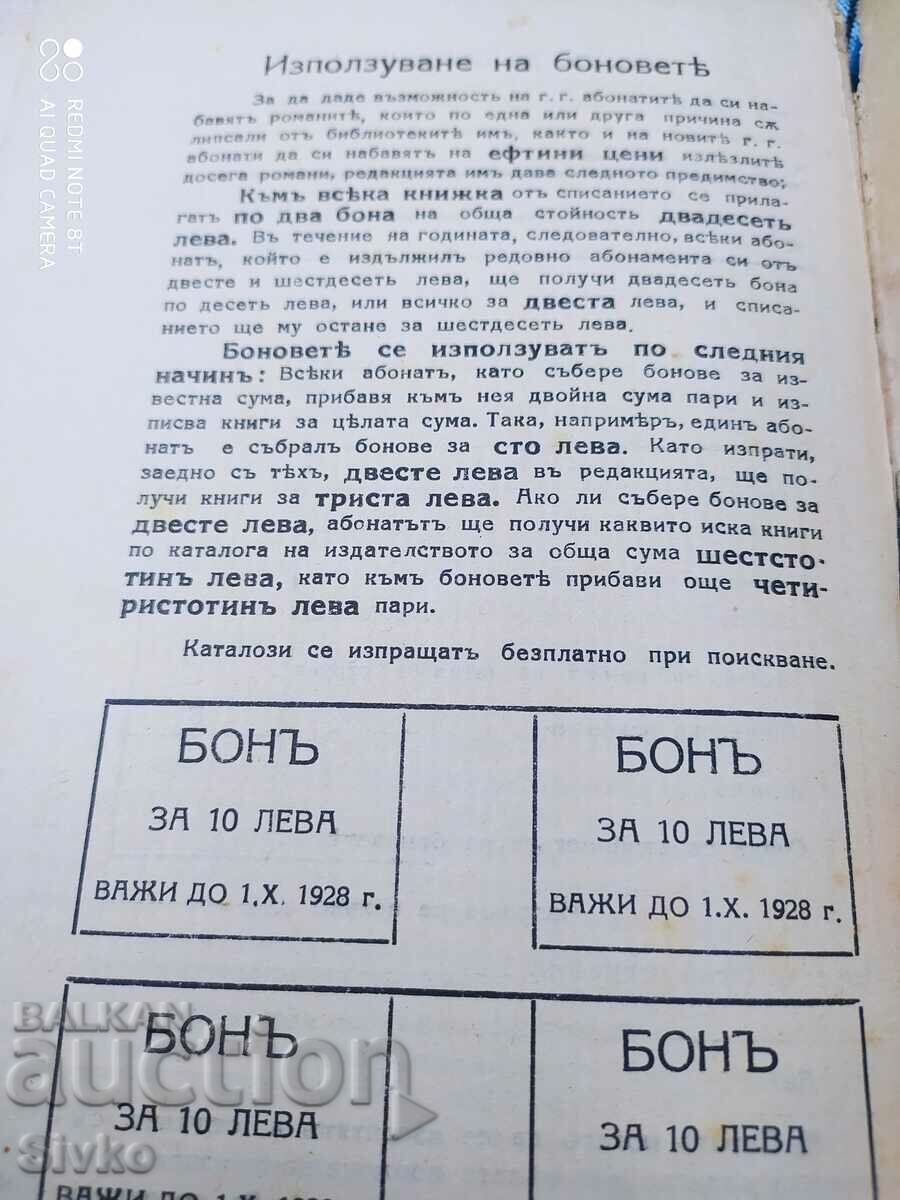 Използуване на боноветѣ
За да даде възможность на г. г. абонатитѣ да си на-
бавятъ романитѣ, които по една или друга причина сѫ
липсали отъ библиотекитѣ имъ, както и на новитѣ г. г.
абонати да си набавятъ на ефтини цени излѣзлитѣ
досега романи, редакцията имъ дава следното предимство;
Къмъ всѣка книжка отъ списанието се прила-
гатъ по два бона на обща стойность двадесеть
лева. Въ течение на годината, следователно, всѣки або-
натъ, който е издължилъ редовно абонамента си отъ
двесте и шестдесеть лева, ще получи двадесеть бона
по десеть лева, или всичко за двеста лева, и списа-
нието ще му остане за шестдесеть лева.
Боноветѣ се използуватъ по следния
начинъ: Всѣки абонатъ, като събере бонове за из-
вестна сума, прибавя къмъ нея двойна сума пари и из-
писва книги за цѣлата сума. Така, напримѣръ, единъ або-
натъ е събралъ бонове за сто лева. Като изпрати,
заедно съ тѣхъ, двесте лева въ редакцията, ще по-
лучи книги за триста лева. Ако ли събере бонове за
двесте лева, абонатътъ ще получи каквито иска книги
по каталога на издателството за обща сума шестсто-
тинъ лева, като къмъ боноветѣ прибави още чети-
ристотинъ лева пари.
Каталози се изпращатъ безплатно при поискване.
БОНЪ
ЗА 10 ЛЕВА
ВАЖИ ДО 1.X. 1928 г.
БОНЪ
ЗА 10 ЛЕВА
ВАЖИ ДО 1.X. 1928 г.
БОНЪ
ЗА 10 ЛЕВА
ВАЖИ ДО 1.X. 1928
БОНЪ
ЗА 10 ЛЕВА
REDMI NOTE 8T
AI QUAD CAMERA
BALKAN
auction
Sivko